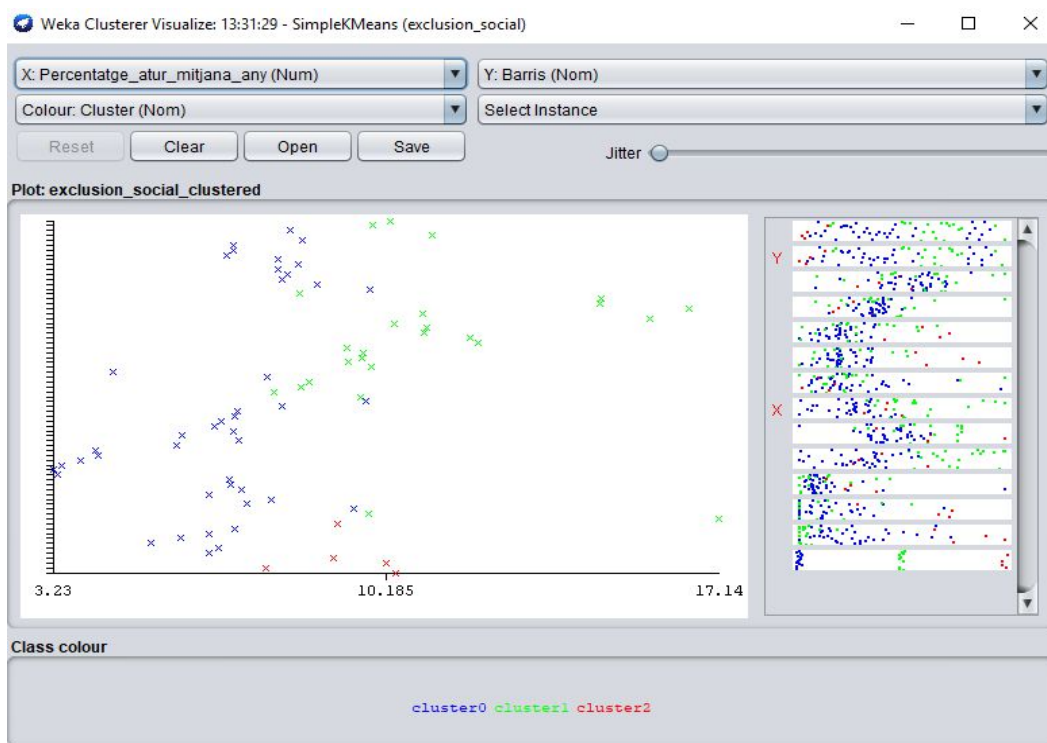 Weka Clusterer Visualize: 13:31:29 - SimpleKMeans (exclusion_social)
X: Percentatge_atur_mitjana_any (Num) Y: Barris (Nom)
Colour: Cluster (Nom) Select Instance
Reset Clear Open Save Jitter
Plot: exclusion_social_clustered
Y
X
3.23 10.185 17.14
Class colour
cluster0 cluster1 cluster2